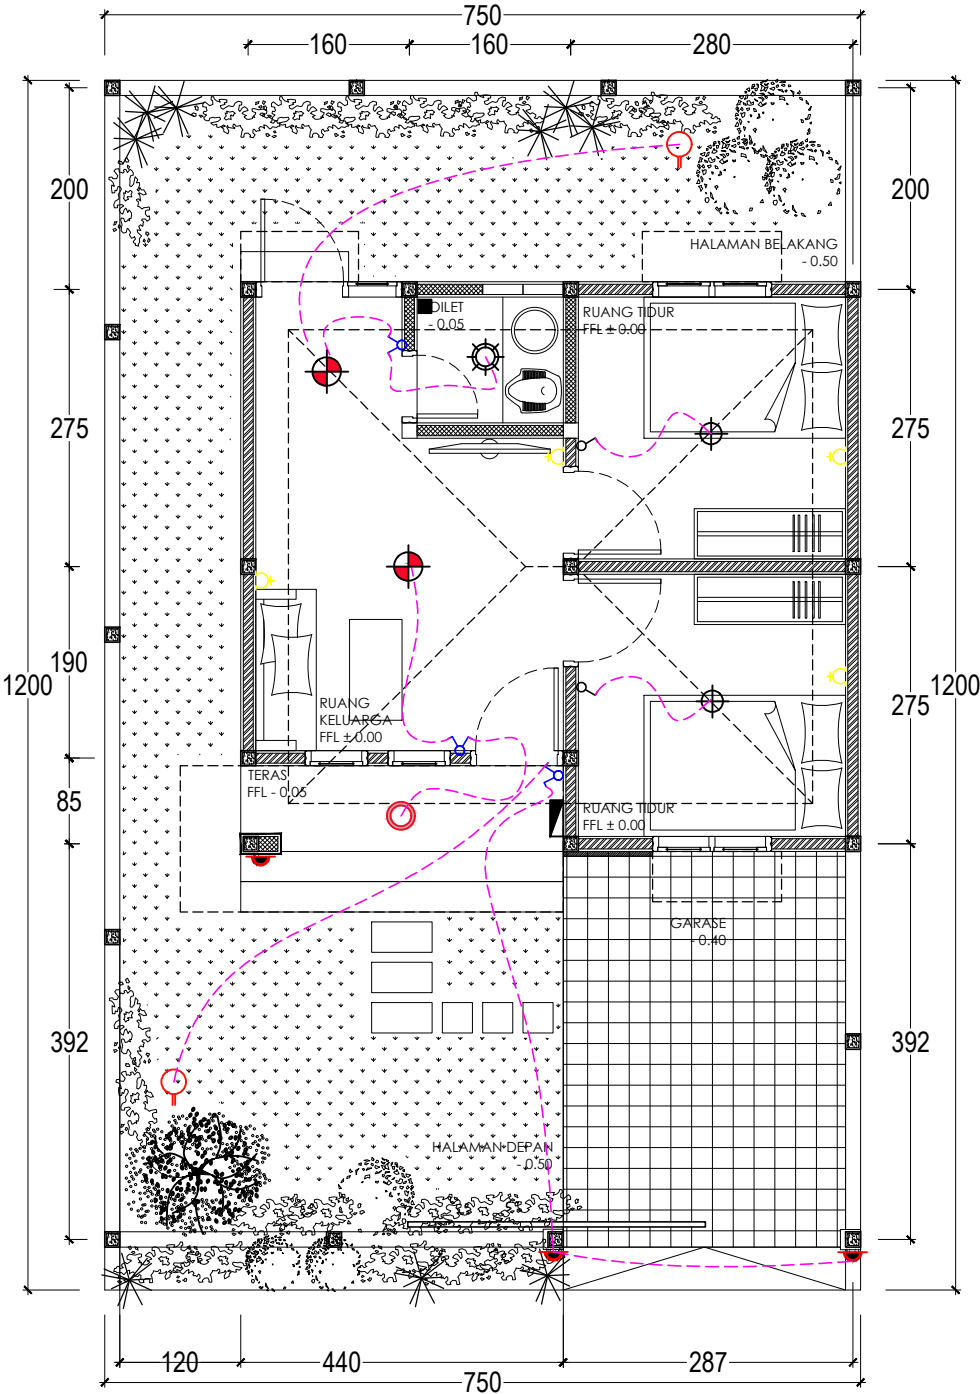 750
160
160
280
200
200
HALAMAN BELAKANG
- 0.50
OILET
- 0.05
RUANG TIDUR
FFL ± 0.00
275
275
190
1200
1200
275
RUANG
KELUARGA
FFL ± 0.00
TERAS
FFL - 0.05
85
RUANG TIDUR
FFL ± 0.00
GARASE
- 0.40
392
392
HALAMAN DEPAN
- 0.50
120
440
287
750